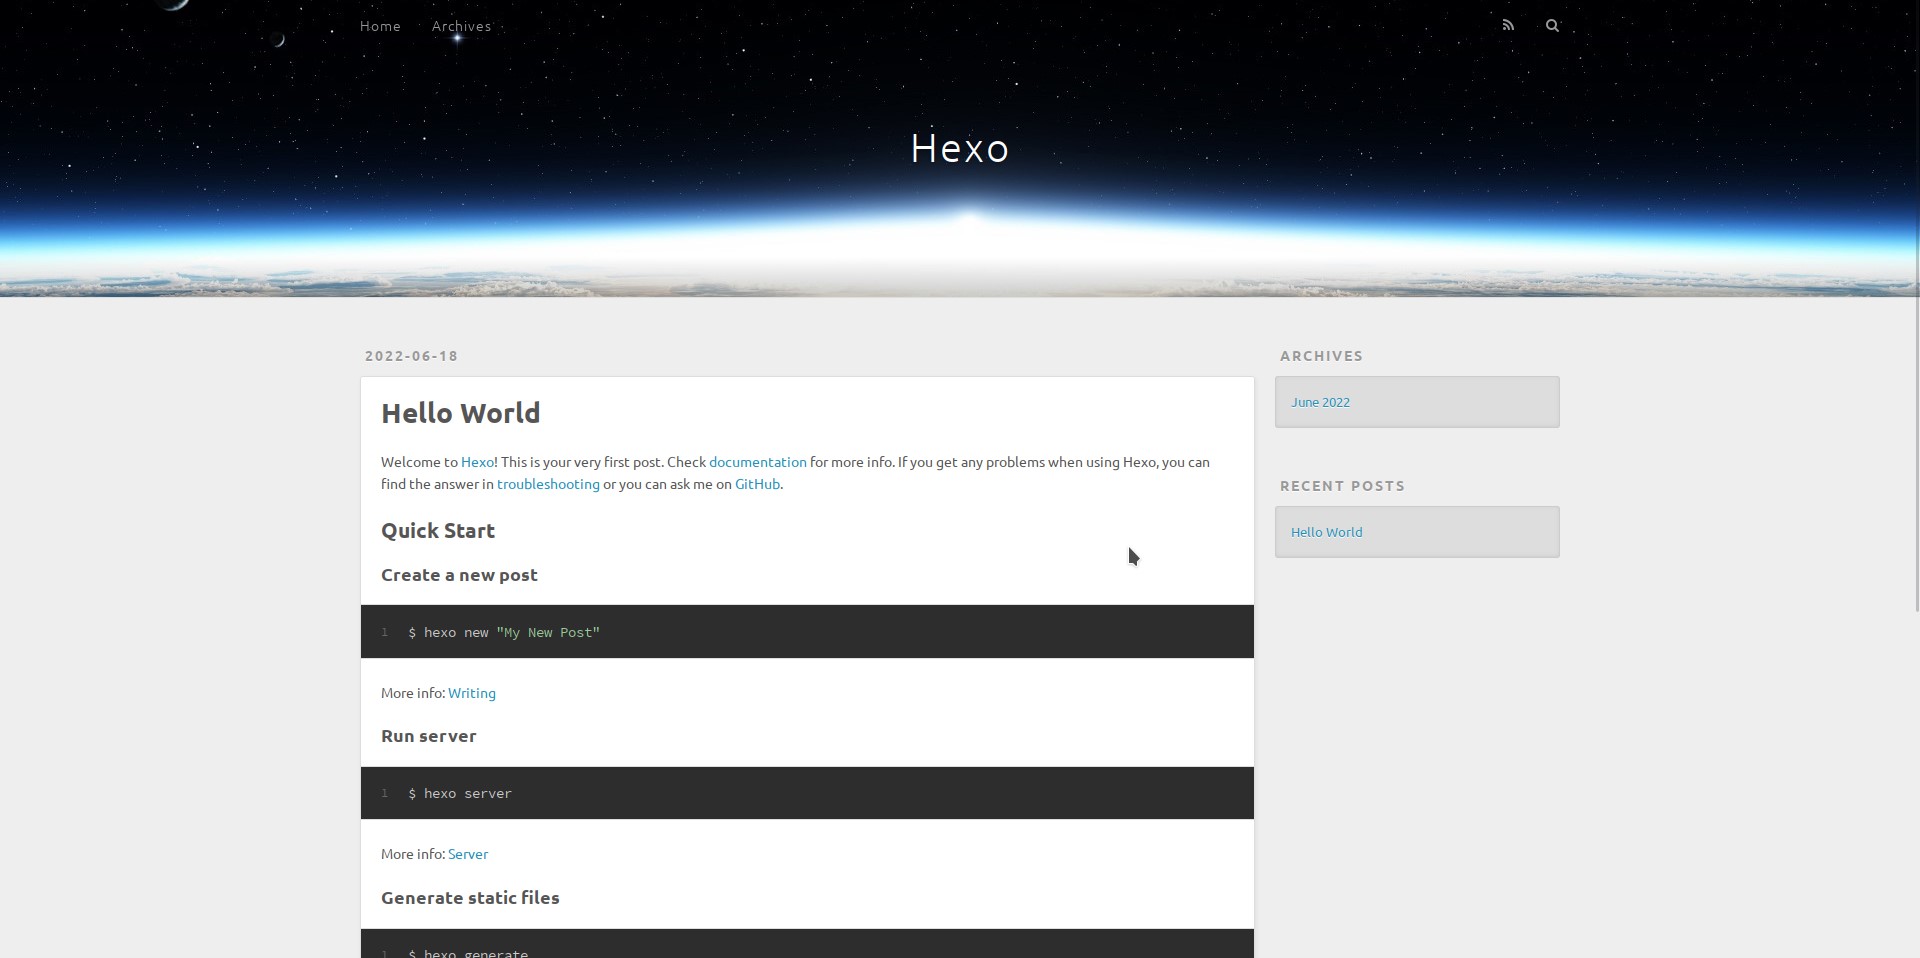 Home Archives
Hexo
2022-06-18
Hello World
Welcome to Hexo! This is your very first post. Check documentation for more info. If you get any problems when using Hexo, you can
find the answer in troubleshooting or you can ask me on GitHub.
Quick Start
Create a new post
1 $ hexo new "My New Post"
More info: Writing
Run server
1 $ hexo server
More info: Server
Generate static files
1 $ hexo generate
ARCHIVES
June 2022
RECENT POSTS
Hello World